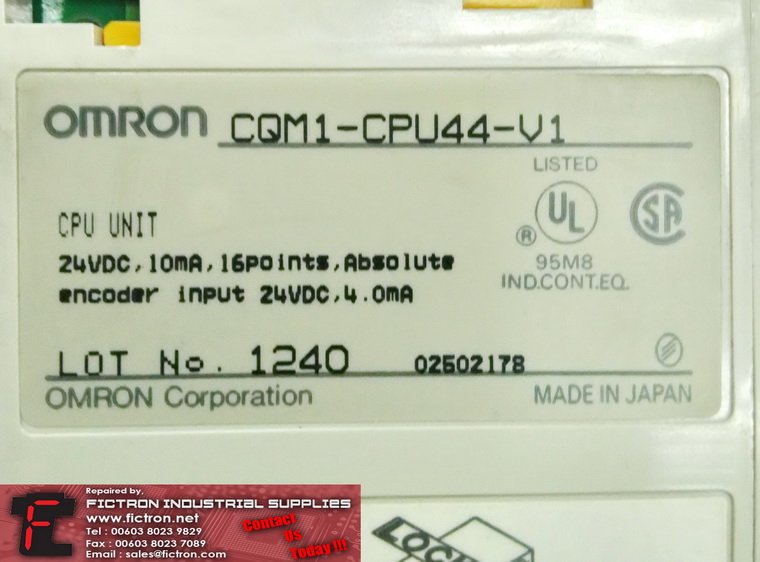 OMRON CQM1-CPU44-V1
LISTED
UL
®
SA
95M8
IND.CONT.EQ.
CPU UNIT
24VDC,10mA,16points,Absolute
encoder input 24VDC,4.0mA
LOT No. 1240 02502178
OMRON Corporation MADE IN JAPAN
LOCK
Repaired by,
FICTRON INDUSTRIAL SUPPLIES
www.fictron.net
Tel : 00603 8023 9829
Fax : 00603 8023 7089
Email : sales@fictron.com
Contact
Us
Today !!!